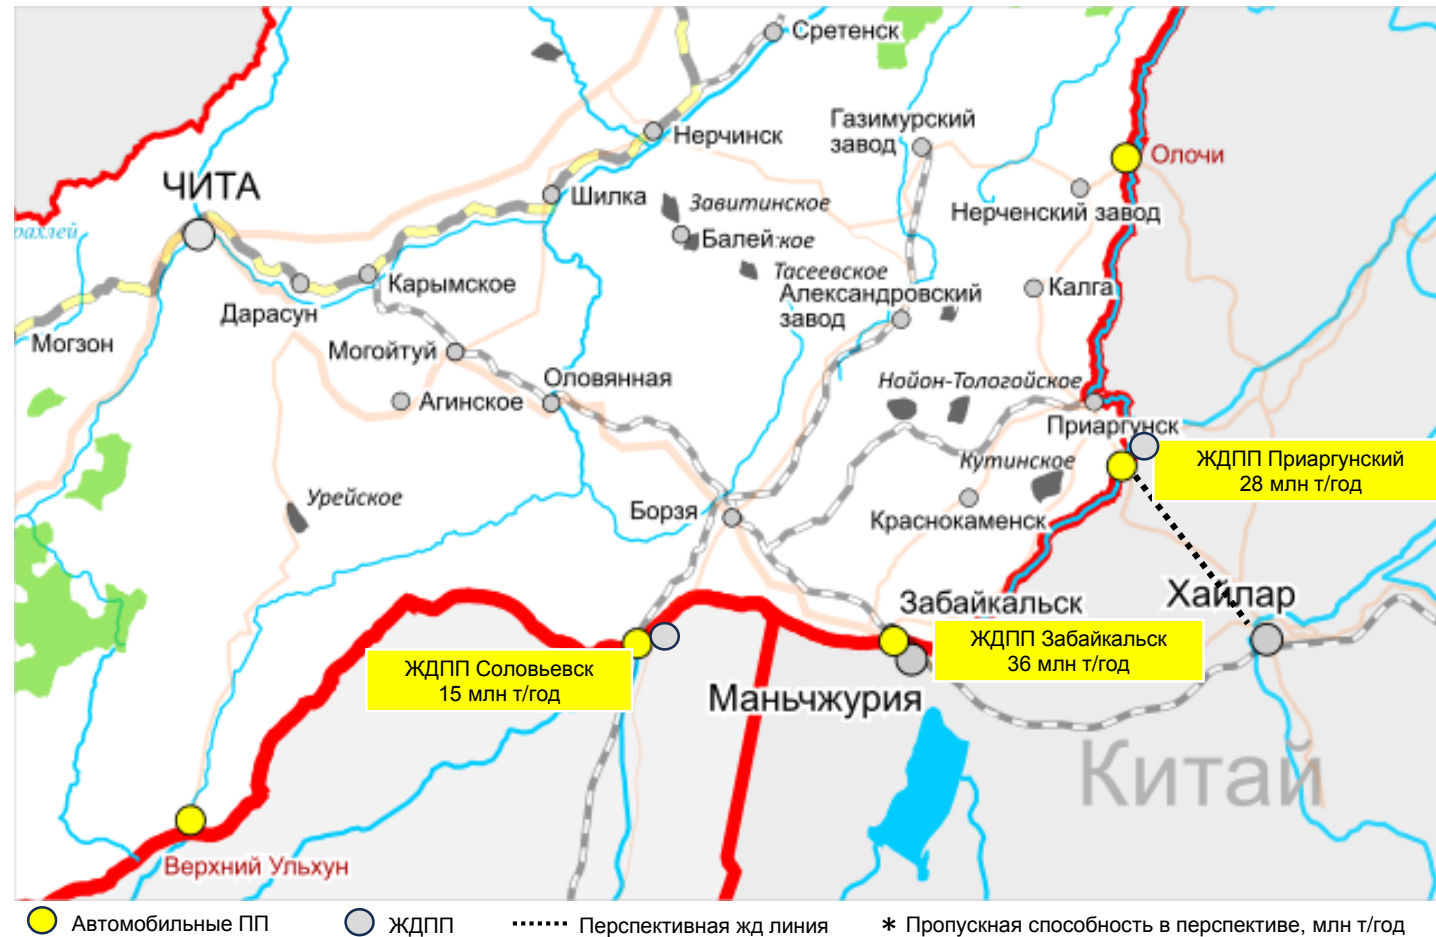 Сретенск
Газимурский
завод
Нерчинск
Олочи
ЧИТА
Шилка
Завитинское
Нерченский завод
Балей кое
Тасеевское
Карымское
Александровский
завод
Калга
Дарасун
Могзон
Могойтуй
Оловянная
Нойон-Тологойское
Агинское
Приаргунск
ЖДПП Приаргунский
28 млн т/год
Кутинское
Урейское
Борзя
Краснокаменск
Хайлар
Забайкальск
ЖДПП Забайкальск
36 млн т/год
ЖДПП Соловьевск
15 млн т/год
Маньчжурия
Китай
Верхний Ульхун
Автомобильные ПП
ЖДПП
Перспективная жд линия
* Пропускная способность в перспективе, млн т/год